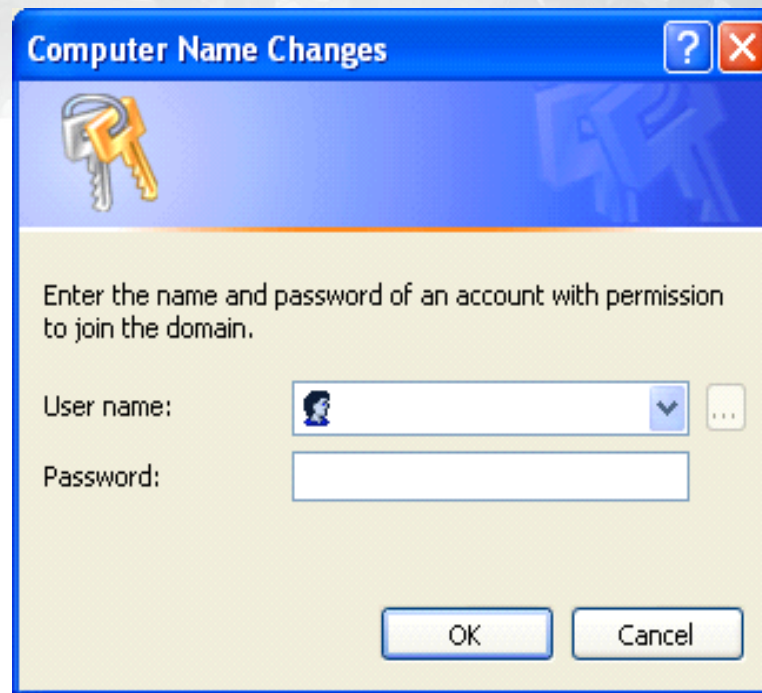 Computer Name Changes
Enter the name and password of an account with permission
to join the domain.
User name:
...
Password:
OK
Cancel